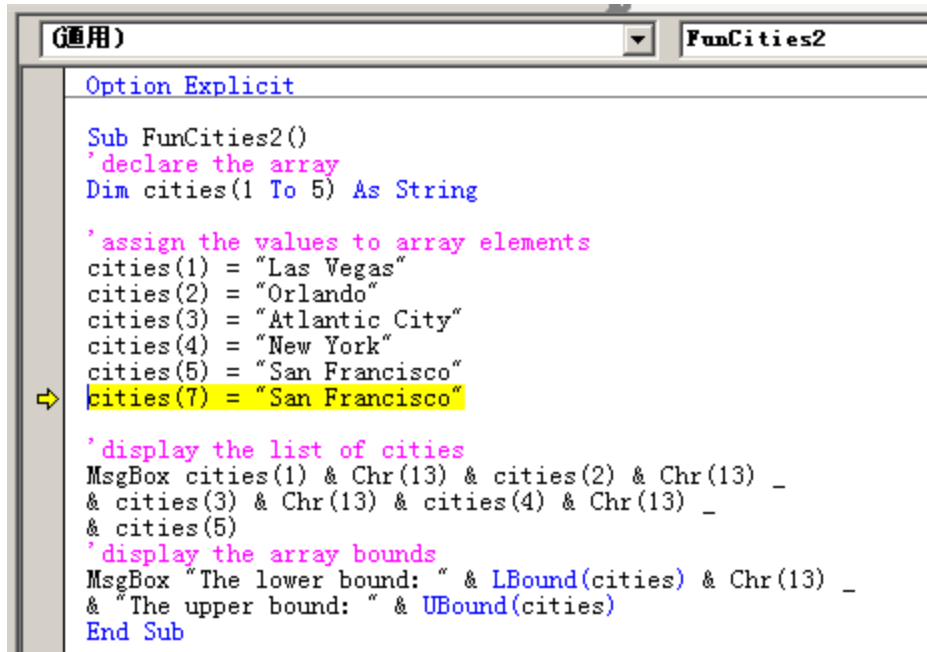 (通用)
FunCities2
Option Explicit
Sub FunCities2()
'declare the array
Dim cities(1 To 5) As String
'assign the values to array elements
cities(1) = "Las Vegas"
cities(2) = "Orlando"
cities(3) = "Atlantic City"
cities(4) = "New York"
cities(5) = "San Francisco"
cities(7) = "San Francisco"
'display the list of cities
MsgBox cities(1) & Chr(13) & cities(2) & Chr(13) _
& cities(3) & Chr(13) & cities(4) & Chr(13) _
& cities(5)
'display the array bounds
MsgBox "The lower bound: " & LBound(cities) & Chr(13) _
& "The upper bound: " & UBound(cities)
End Sub